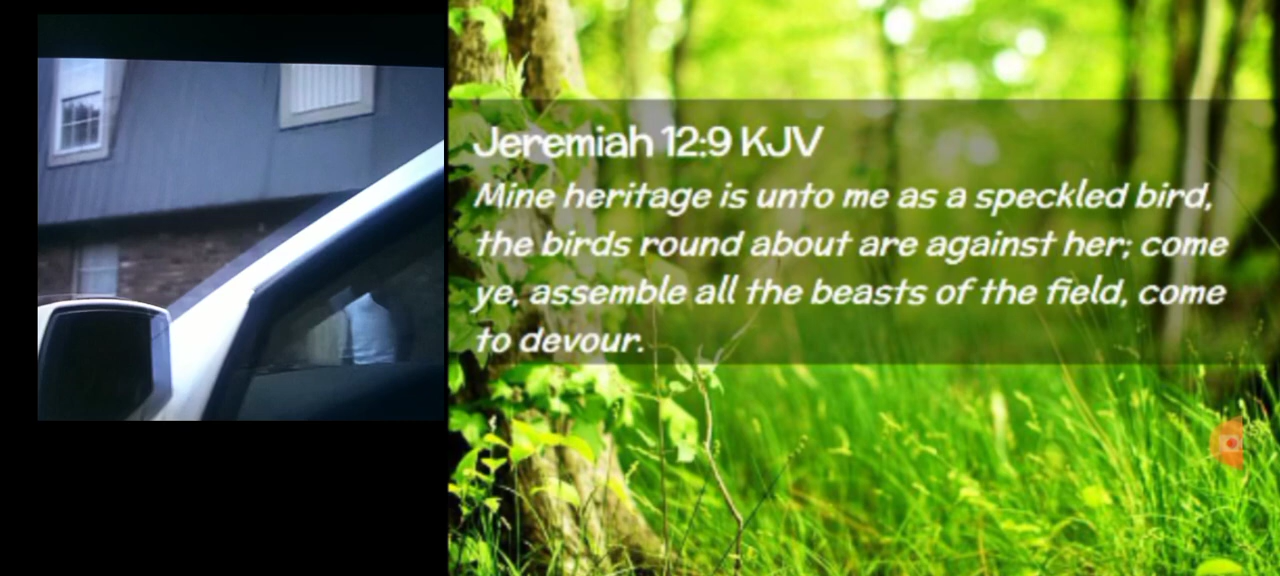 Jeremiah 12:9 KJV
Mine heritage is unto me as a speckled bird,
the birds round about are against her; come
ye, assemble all the beasts of the field, come
to devour.